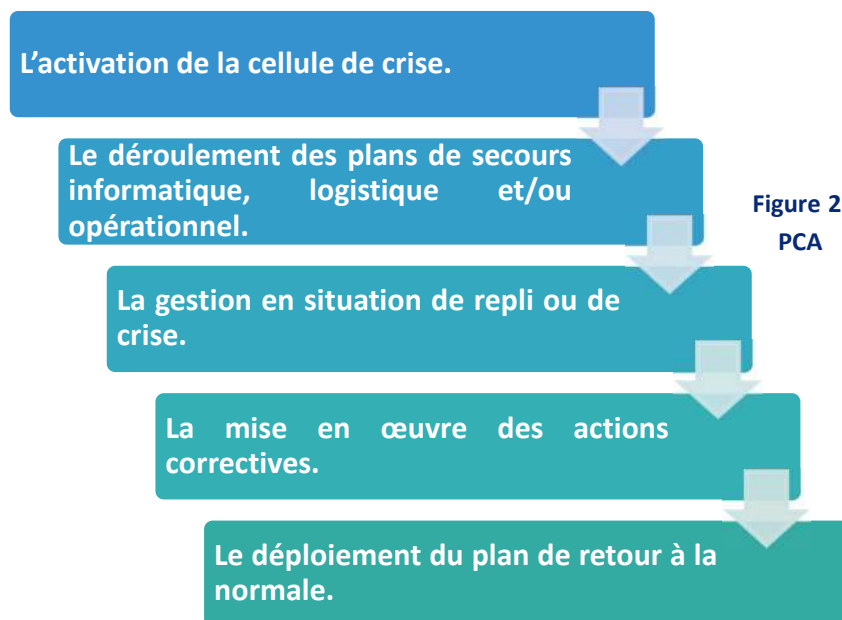 L’activation de la cellule de crise.
Le déroulement des plans de secours
informatique, logistique et/ou
opérationnel.
Figure 2
PCA
La gestion en situation de repli ou de
crise.
La mise en œuvre des actions
correctives.
Le déploiement du plan de retour à la
normale.